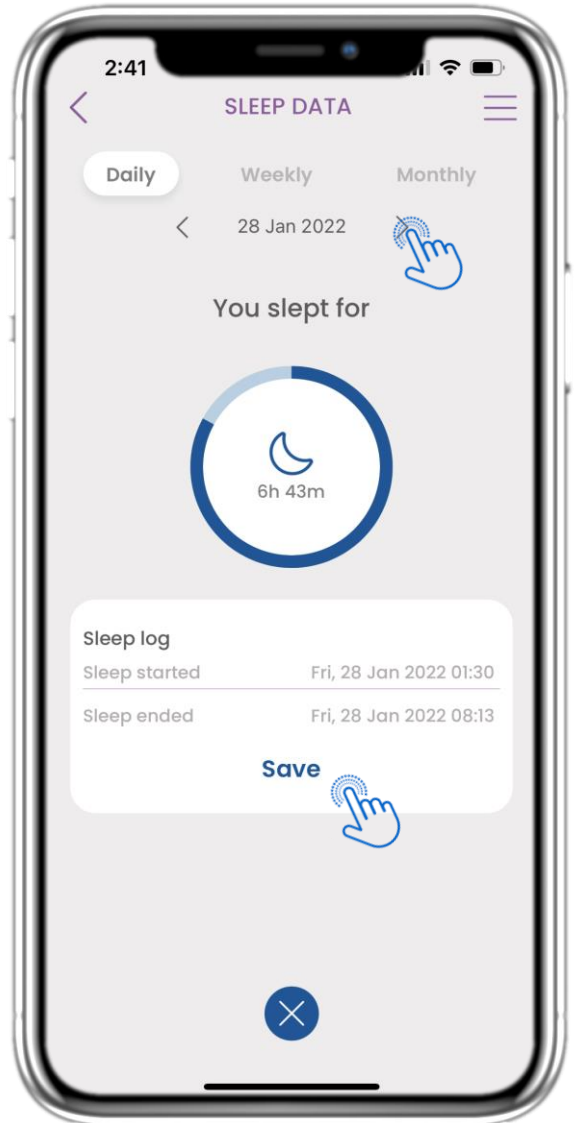 2:41
SLEEP DATA
Daily Weekly Monthly
28 Jan 2022
You slept for
6h 43m
Sleep log
Sleep started Fri, 28 Jan 2022 01:30
Sleep ended Fri, 28 Jan 2022 08:13
Save